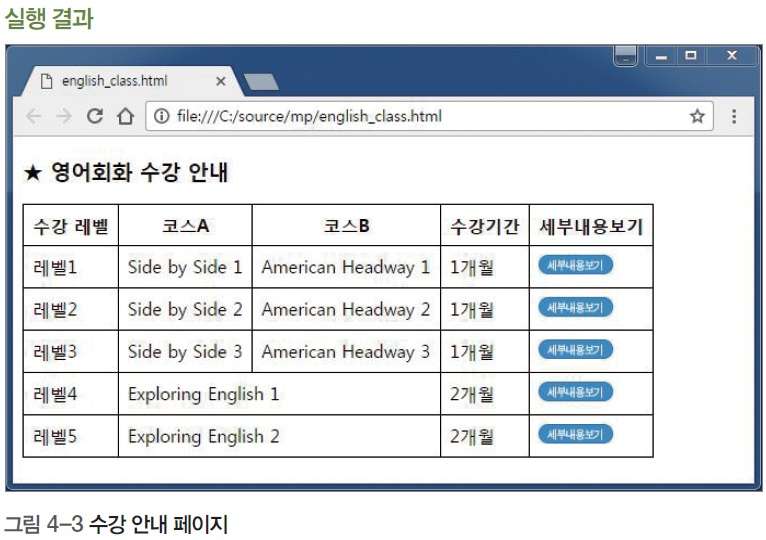 실행 결과
english_class.html
file:///C:/source/mp/english_class.html
★ 영어회화 수강 안내
수강 레벨 코스A 코스B 수강기간 세부내용보기
레벨1 Side by Side 1 American Headway 1 1개월 세부내용보기
레벨2 Side by Side 2 American Headway 2 1개월 세부내용보기
레벨3 Side by Side 3 American Headway 3 1개월 세부내용보기
레벨4 Exploring English 1 2개월 세부내용보기
레벨5 Exploring English 2 2개월 세부내용보기
그림 4-3 수강 안내 페이지